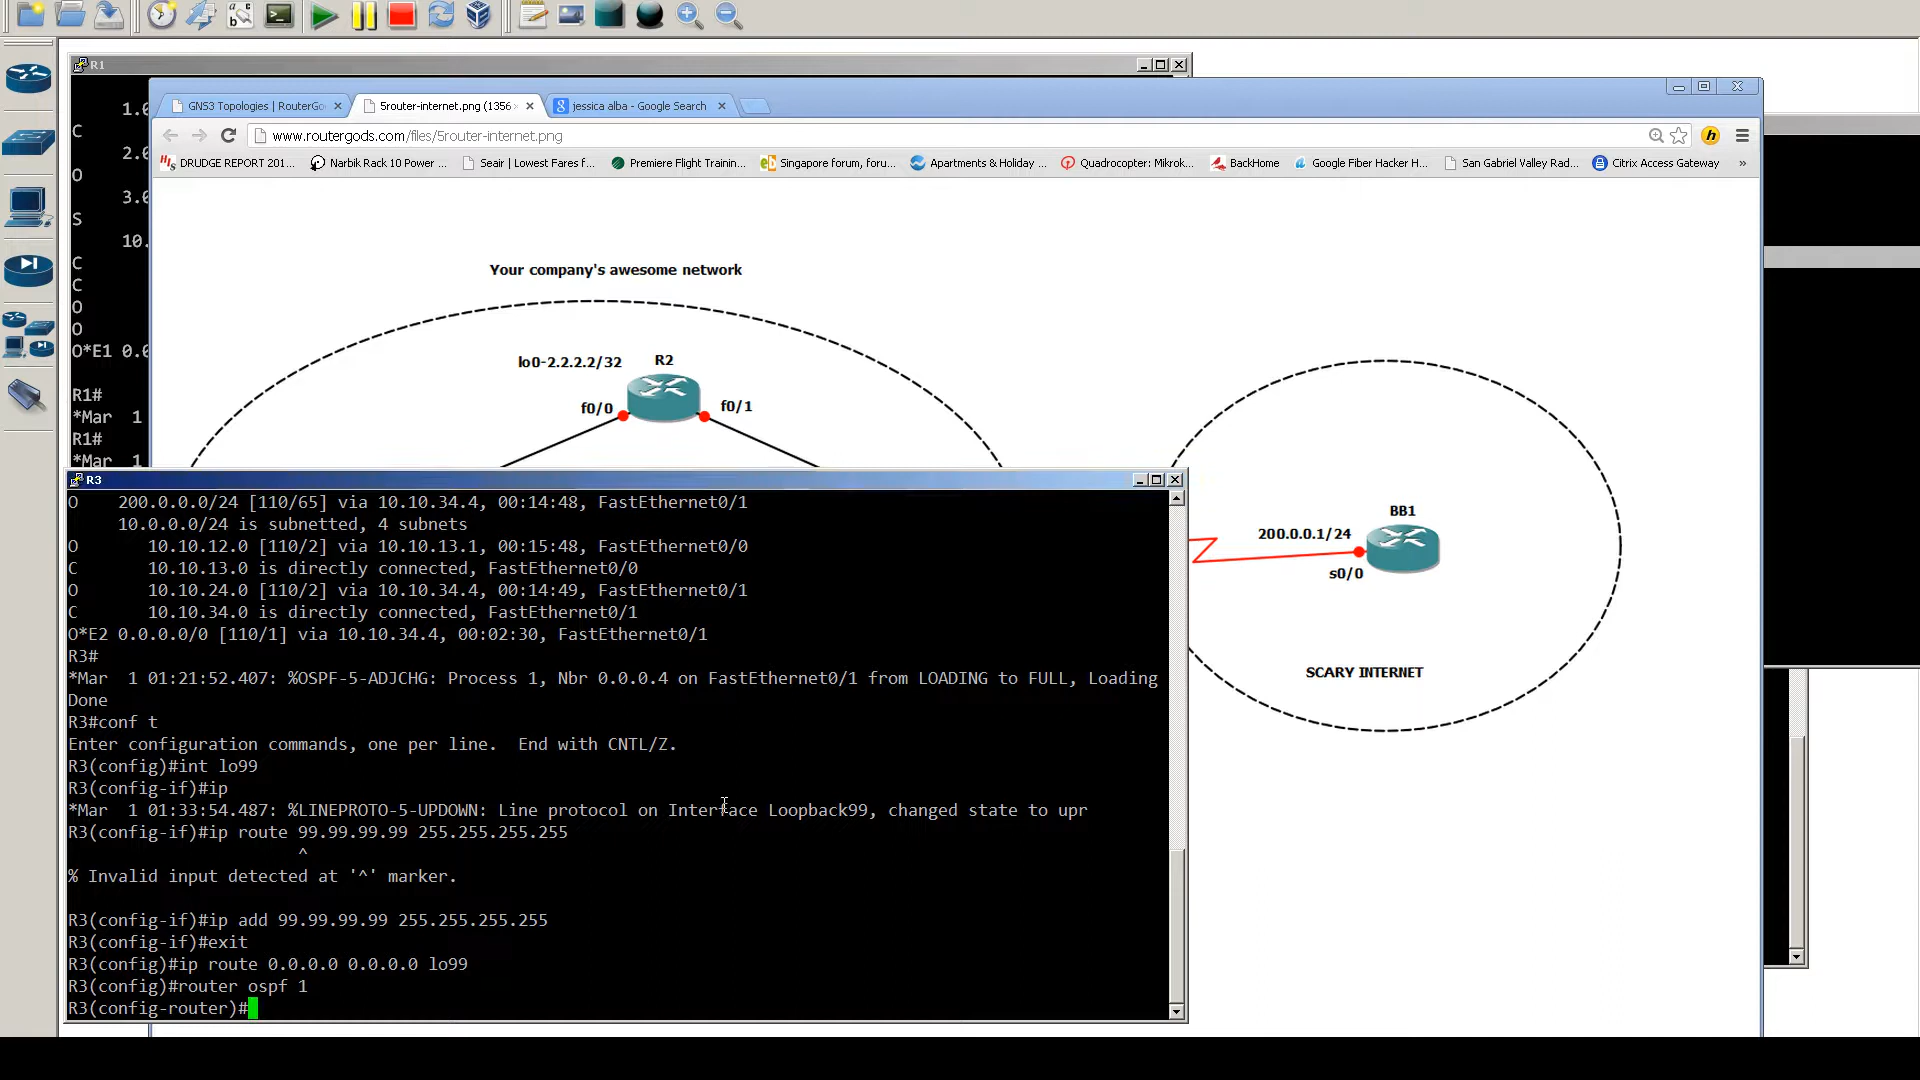 R1
GNS3 Topologies | RouterGo
5router-internet.png (1356
jessica alba - Google Search
www.routergods.com/files/5router-internet.png
DRUDGE REPORT 201...
Narbik Rack 10 Power ...
Seair | Lowest Fares f...
Premiere Flight Trainin...
Singapore forum, foru...
Apartments & Holiday ...
Quadrocopter: Mikrok...
BackHome
Google Fiber Hacker H...
San Gabriel Valley Rad...
Citrix Access Gateway
»
1.0
C
2.0
O
3.0
S
10.
C
C
O
O
O*E1 0.0
R1#
*Mar  1
R1#
*Mar  1
Your company's awesome network
lo0-2.2.2.2/32
R2
f0/0
f0/1
BB1
200.0.0.1/24
s0/0
SCARY INTERNET
R3
O    200.0.0.0/24 [110/65] via 10.10.34.4, 00:14:48, FastEthernet0/1
10.0.0.0/24 is subnetted, 4 subnets
O       10.10.12.0 [110/2] via 10.10.13.1, 00:15:48, FastEthernet0/0
C       10.10.13.0 is directly connected, FastEthernet0/0
O       10.10.24.0 [110/2] via 10.10.34.4, 00:14:49, FastEthernet0/1
C       10.10.34.0 is directly connected, FastEthernet0/1
O*E2 0.0.0.0/0 [110/1] via 10.10.34.4, 00:02:30, FastEthernet0/1
R3#
*Mar  1 01:21:52.407: %OSPF-5-ADJCHG: Process 1, Nbr 0.0.0.4 on FastEthernet0/1 from LOADING to FULL, Loading
Done
R3#conf t
Enter configuration commands, one per line.  End with CNTL/Z.
R3(config)#int lo99
R3(config-if)#ip
*Mar  1 01:33:54.487: %LINEPROTO-5-UPDOWN: Line protocol on Interface Loopback99, changed state to upr
R3(config-if)#ip route 99.99.99.99 255.255.255.255
^
% Invalid input detected at '^' marker.
R3(config-if)#ip add 99.99.99.99 255.255.255.255
R3(config-if)#exit
R3(config)#ip route 0.0.0.0 0.0.0.0 lo99
R3(config)#router ospf 1
R3(config-router)#